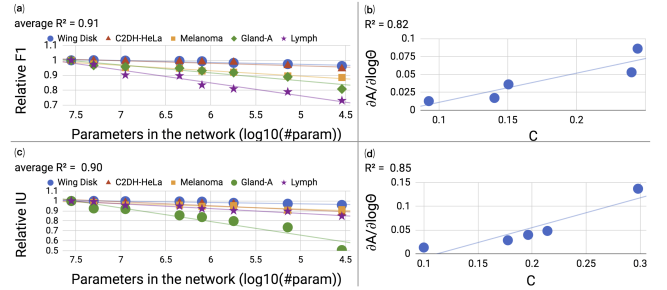 (a)
average R² = 0.91
Wing Disk C2DH-HeLa Melanoma Gland-A Lymph
Relative F1
1.1
1
0.9
0.8
0.7
7.5 7 6.5 6 5.5 5 4.5
Parameters in the network (log10(#param))
(b)
R² = 0.82
∂A/∂logΘ
0.1
0.075
0.05
0.025
0
0.1 0.15 0.2
C
(c)
average R² = 0.90
Wing Disk C2DH-HeLa Melanoma Gland-A Lymph
Relative IU
1.1
1
0.9
0.8
0.7
0.6
0.5
7.5 7 6.5 6 5.5 5 4.5
Parameters in the network (log10(#param))
(d)
R² = 0.85
∂A/∂logΘ
0.15
0.1
0.05
0
0.1 0.15 0.2 0.25 0.3
C